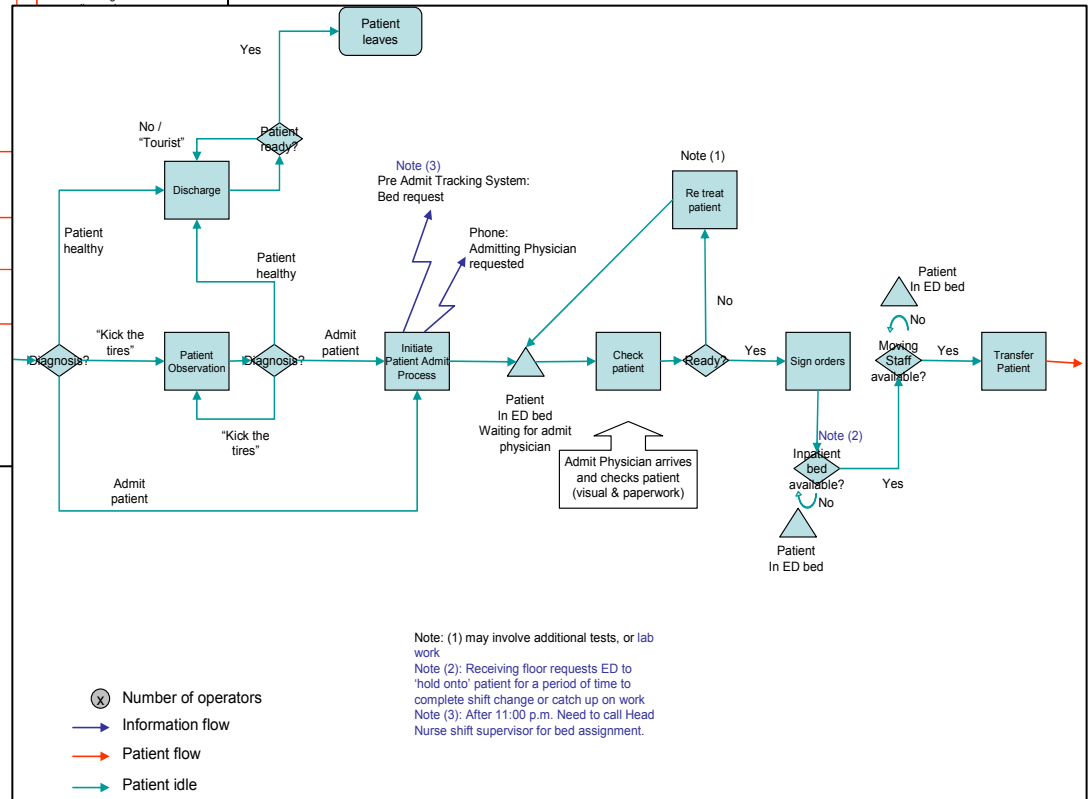 Patient
leaves
Yes
No /
"Tourist"
Patient
ready?
Discharge
Note (3)
Pre Admit Tracking System:
Bed request
Note (1)
Re treat
patient
Patient
healthy
Patient
healthy
Phone:
Admitting Physician
requested
Patient
In ED bed
No
No
"Kick the
tires"
Admit
patient
Diagnosis?
Patient
Observation
Diagnosis?
Initiate
Patient Admit
Process
Check
patient
Ready?
Yes
Sign orders
Moving
Staff
available?
Yes
Transfer
Patient
Patient
In ED bed
Waiting for admit
physician
"Kick the
tires"
Note (2)
Inpatient
bed
available?
Yes
No
Admit Physician arrives
and checks patient
(visual & paperwork)
Admit
patient
Patient
In ED bed
Note: (1) may involve additional tests, or lab
work
Note (2): Receiving floor requests ED to
'hold onto' patient for a period of time to
complete shift change or catch up on work
Note (3): After 11:00 p.m. Need to call Head
Nurse shift supervisor for bed assignment.
x Number of operators
Information flow
Patient flow
Patient idle